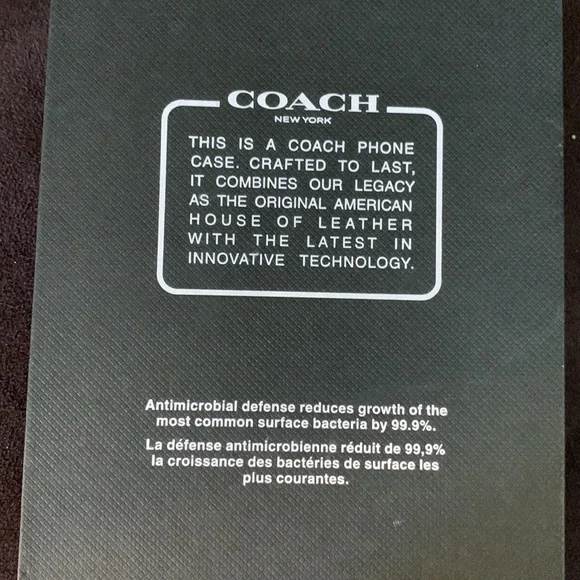 COACH
NEW YORK
THIS IS A COACH PHONE
CASE. CRAFTED TO LAST,
IT COMBINES OUR LEGACY
AS THE ORIGINAL AMERICAN
HOUSE OF LEATHER
WITH THE LATEST IN
INNOVATIVE TECHNOLOGY.
Antimicrobial defense reduces growth of the
most common surface bacteria by 99.9%.
La défense antimicrobienne réduit de 99,9%
la croissance des bactéries de surface les
plus courantes.